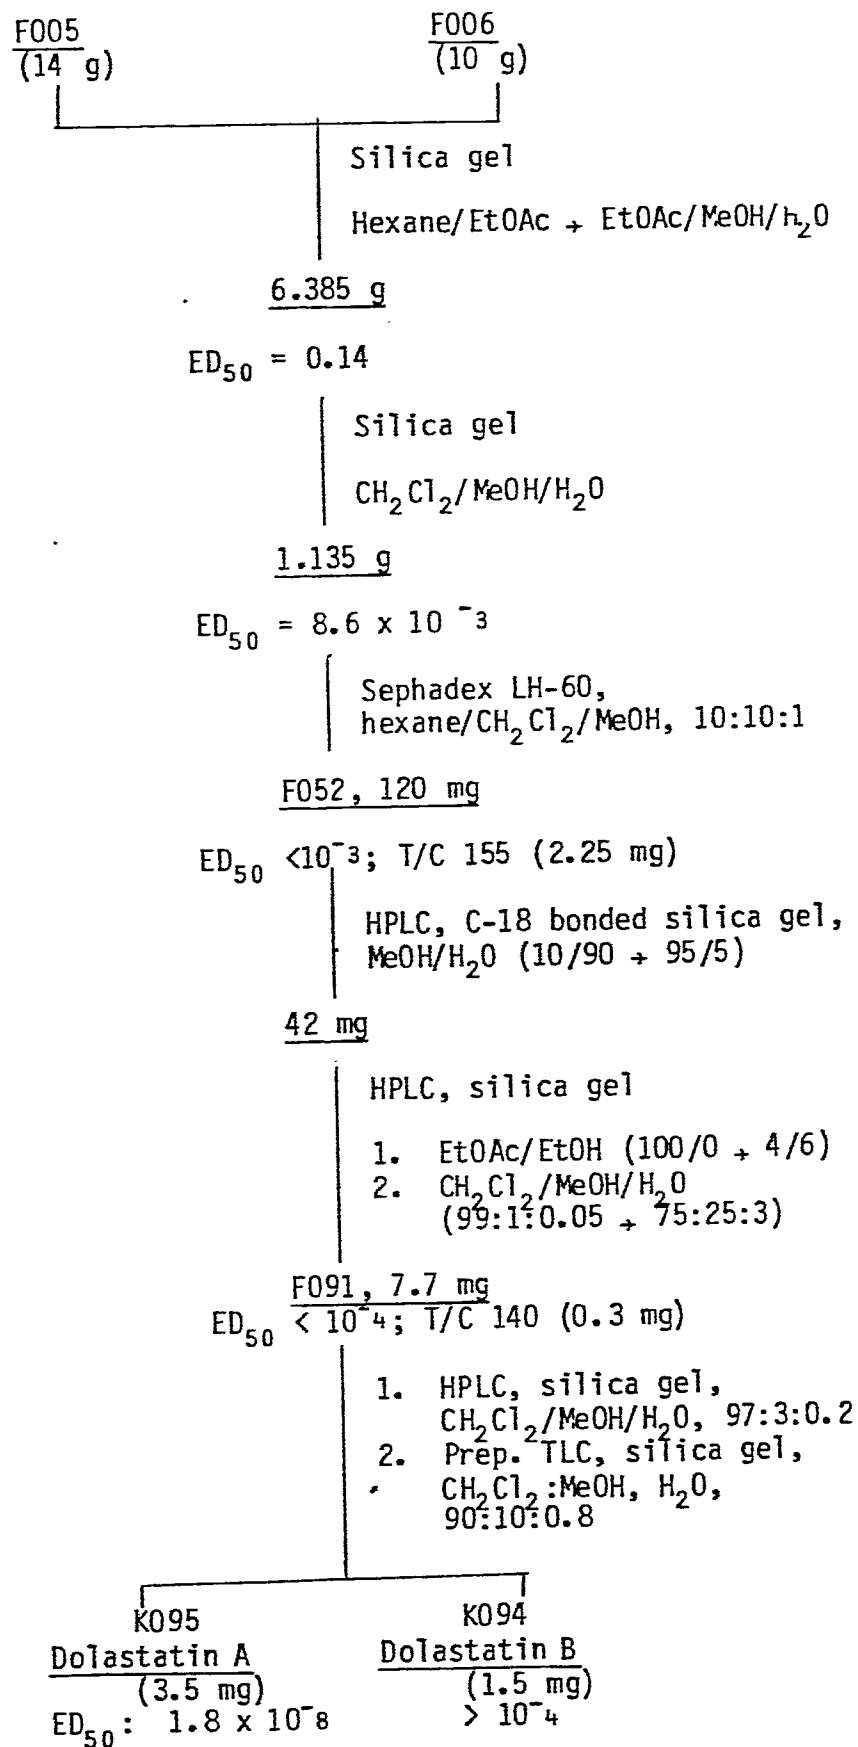 F005 F006
(14 g) (10 g)
Silica gel
Hexane/EtOAc → EtOAc/MeOH/h₂O
6.385 g
ED₅₀ = 0.14
Silica gel
CH₂Cl₂/MeOH/H₂O
1.135 g
ED₅₀ = 8.6 x 10⁻³
Sephadex LH-60,
hexane/CH₂Cl₂/MeOH, 10:10:1
F052, 120 mg
ED₅₀ <10⁻³; T/C 155 (2.25 mg)
HPLC, C-18 bonded silica gel,
MeOH/H₂O (10/90 → 95/5)
42 mg
HPLC, silica gel
1. EtOAc/EtOH (100/0 → 4/6)
2. CH₂Cl₂/MeOH/H₂O
(99:1:0.05 → 75:25:3)
F091, 7.7 mg
ED₅₀ < 10⁻⁴; T/C 140 (0.3 mg)
1. HPLC, silica gel,
CH₂Cl₂/MeOH/H₂O, 97:3:0.2
2. Prep. TLC, silica gel,
CH₂Cl₂:MeOH, H₂O,
90:10:0.8
K095 K094
Dolastatin A Dolastatin B
(3.5 mg) (1.5 mg)
ED₅₀: 1.8 x 10⁻⁸ > 10⁻⁴